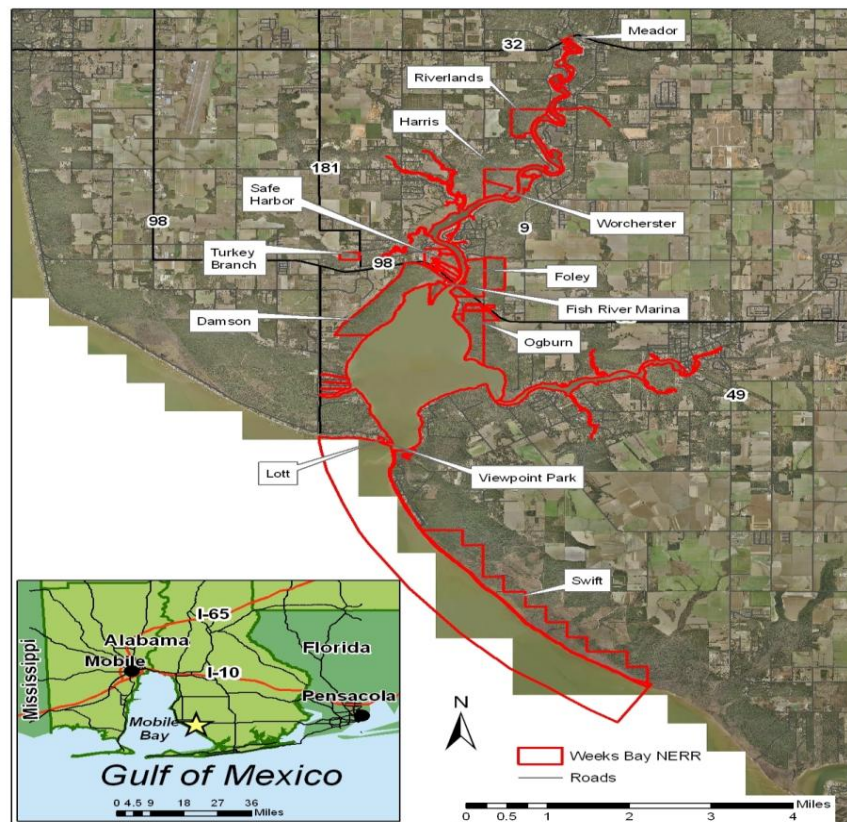 Meador
32
Riverlands
Harris
181
Safe
Harbor
Worcherster
98
9
Turkey
Branch
98
Foley
Fish River Marina
Damson
Ogburn
49
Lott
Viewpoint Park
Swift
I-65
Alabama
Florida
Mobile
I-10
Mississippi
Pensacola
Mobile
Bay
Gulf of Mexico
0 4.5 9 18 27 36
Miles
N
Weeks Bay NERR
Roads
Miles
0 0.5 1 2 3 4